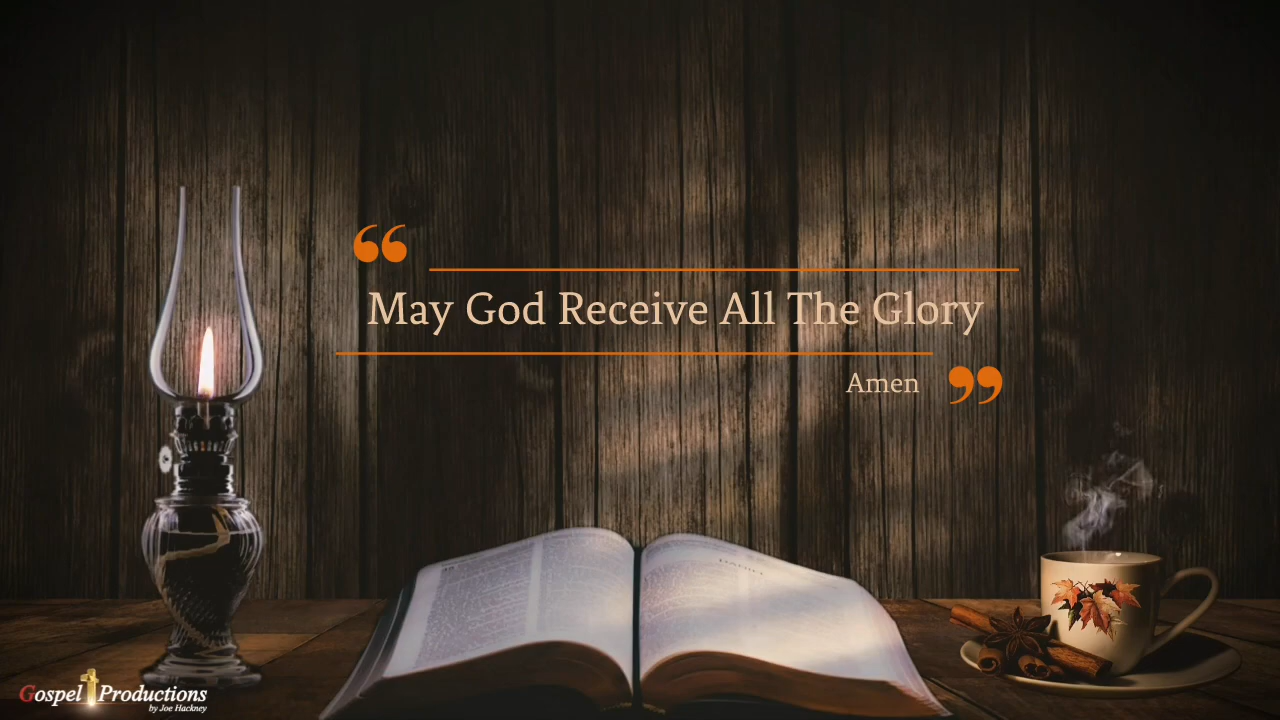 “
May God Receive All The Glory
Amen ”
Gospel Productions
by Joe Hackney